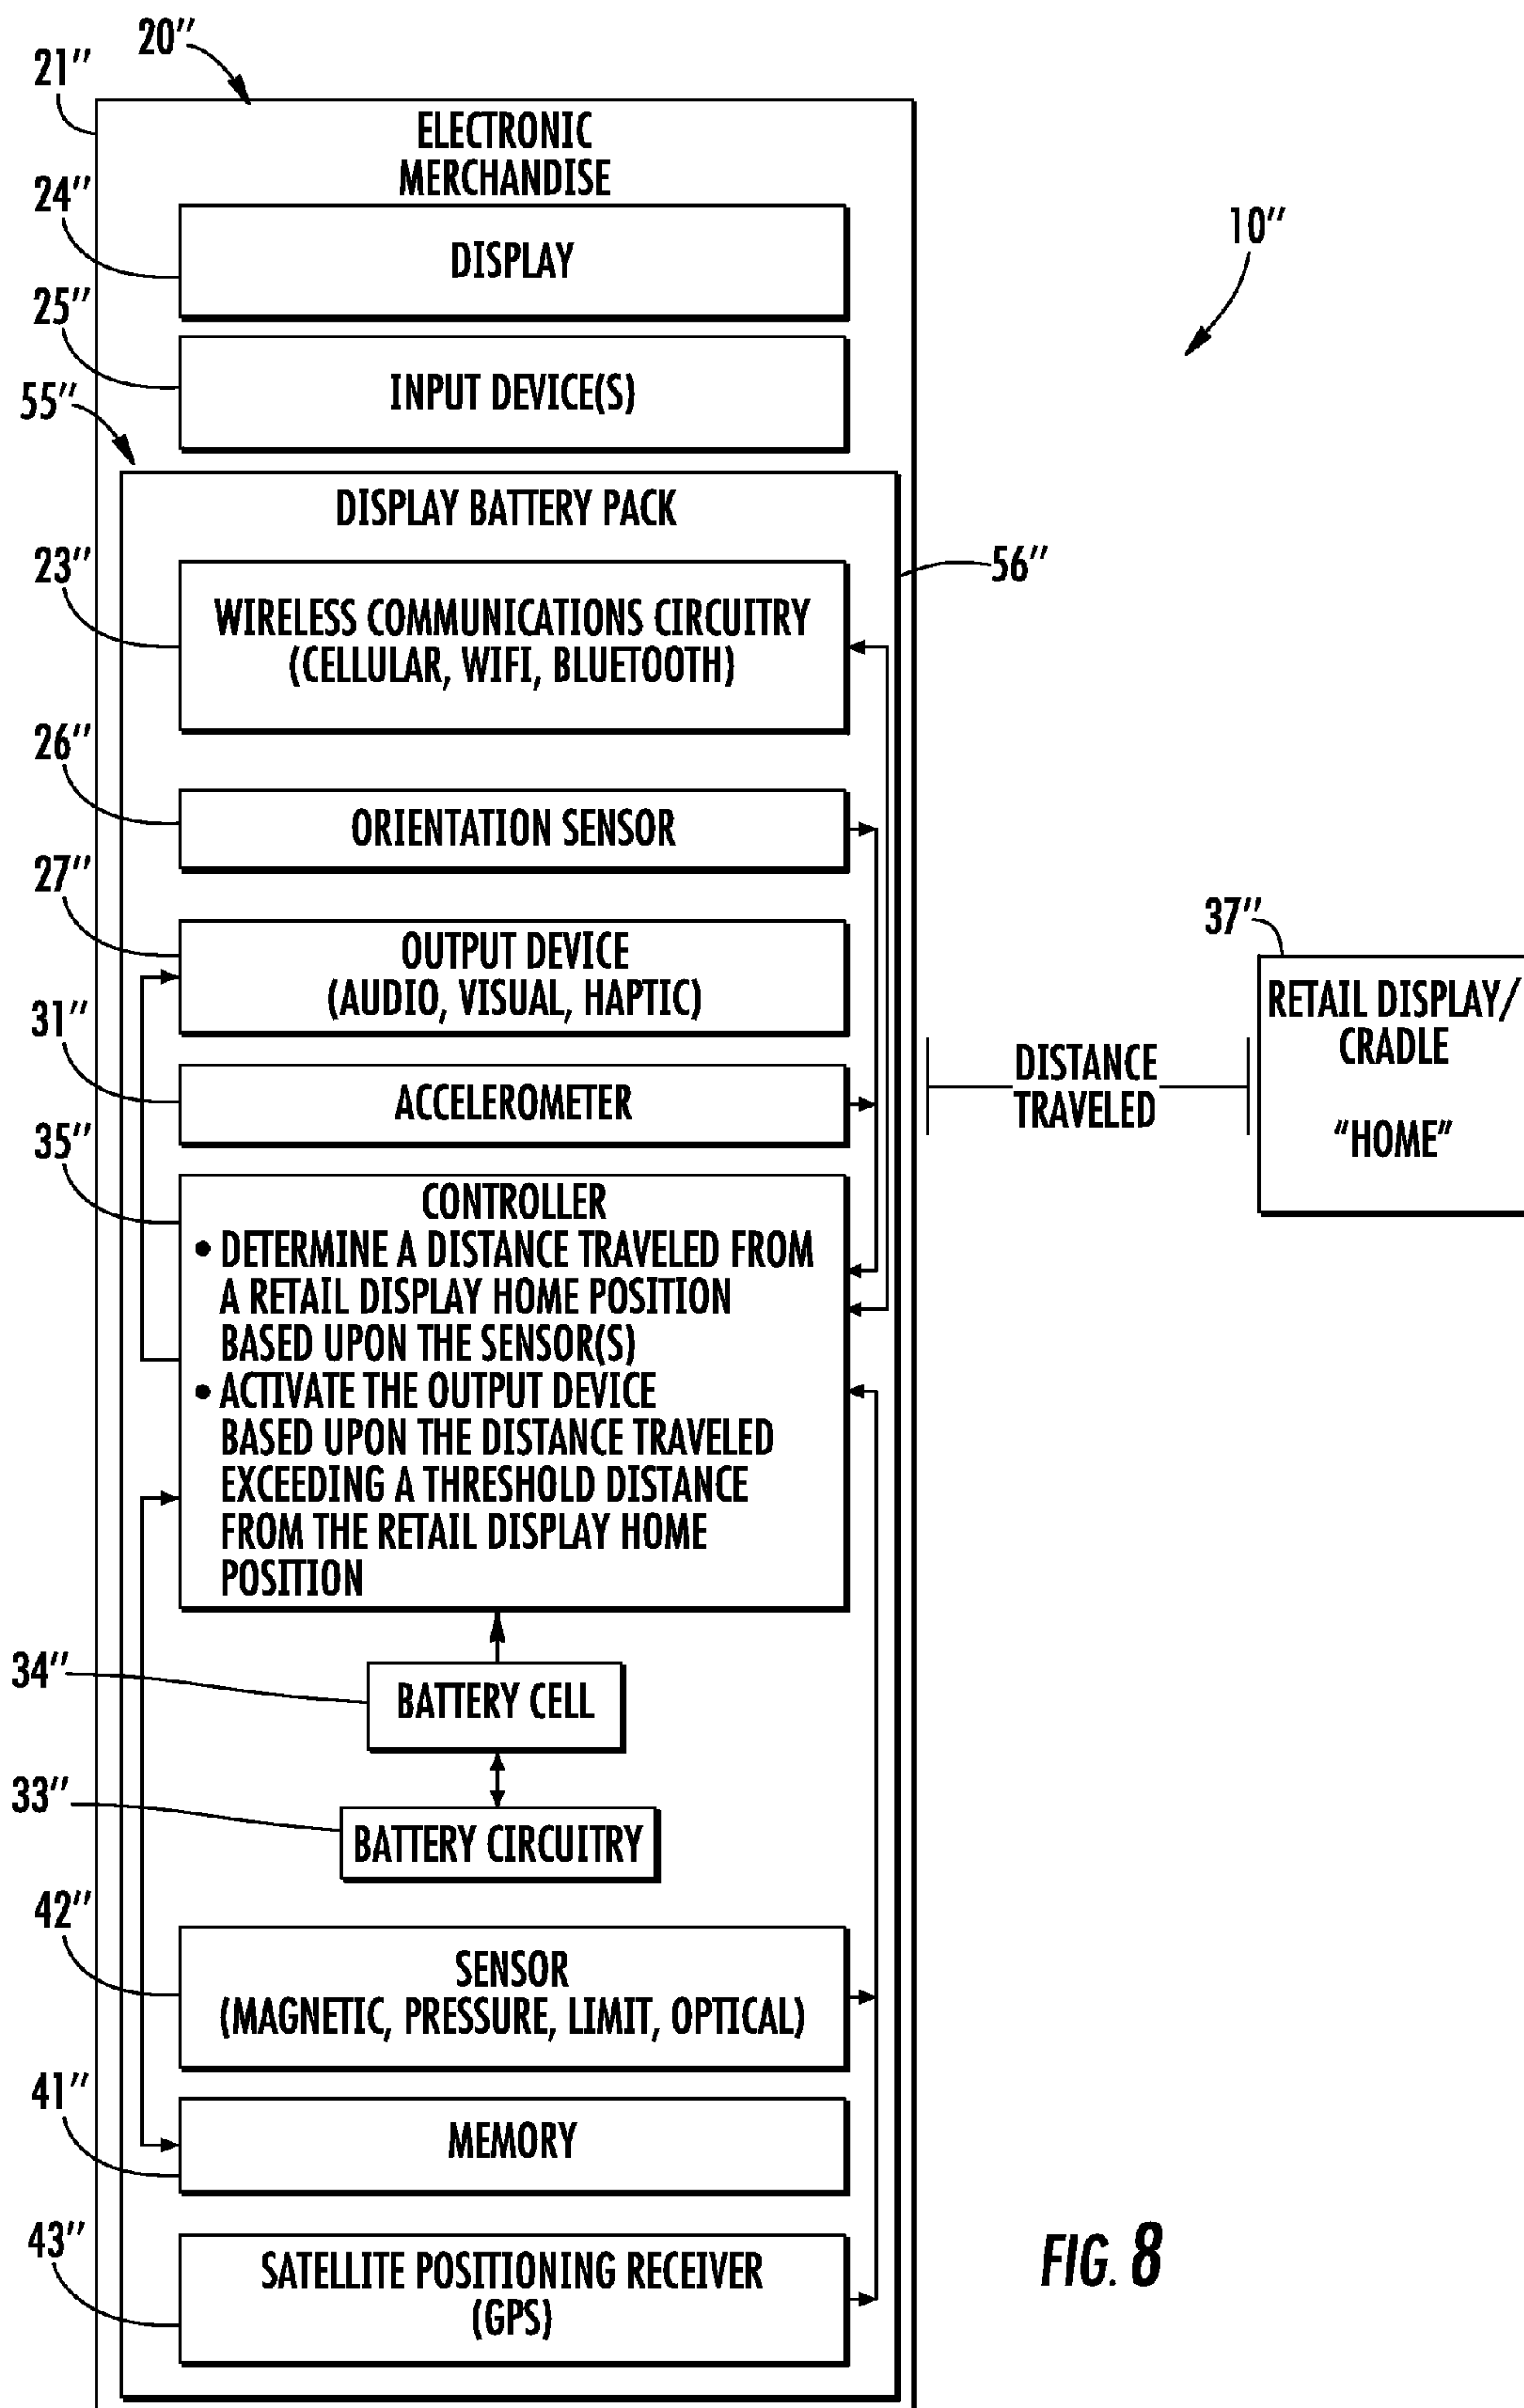 20″
21″
ELECTRONIC
MERCHANDISE
24″
DISPLAY
10″
25″
INPUT DEVICE(S)
55″
DISPLAY BATTERY PACK
23″
56″
WIRELESS COMMUNICATIONS CIRCUITRY
(CELLULAR, WIFI, BLUETOOTH)
26″
ORIENTATION SENSOR
27″
OUTPUT DEVICE
(AUDIO, VISUAL, HAPTIC)
37″
RETAIL DISPLAY/
CRADLE
"HOME"
31″
ACCELEROMETER
DISTANCE
TRAVELED
35″
CONTROLLER
• DETERMINE A DISTANCE TRAVELED FROM
A RETAIL DISPLAY HOME POSITION
BASED UPON THE SENSOR(S)
• ACTIVATE THE OUTPUT DEVICE
BASED UPON THE DISTANCE TRAVELED
EXCEEDING A THRESHOLD DISTANCE
FROM THE RETAIL DISPLAY HOME
POSITION
34″
BATTERY CELL
33″
BATTERY CIRCUITRY
42″
SENSOR
(MAGNETIC, PRESSURE, LIMIT, OPTICAL)
41″
MEMORY
43″
SATELLITE POSITIONING RECEIVER
(GPS)
FIG. 8